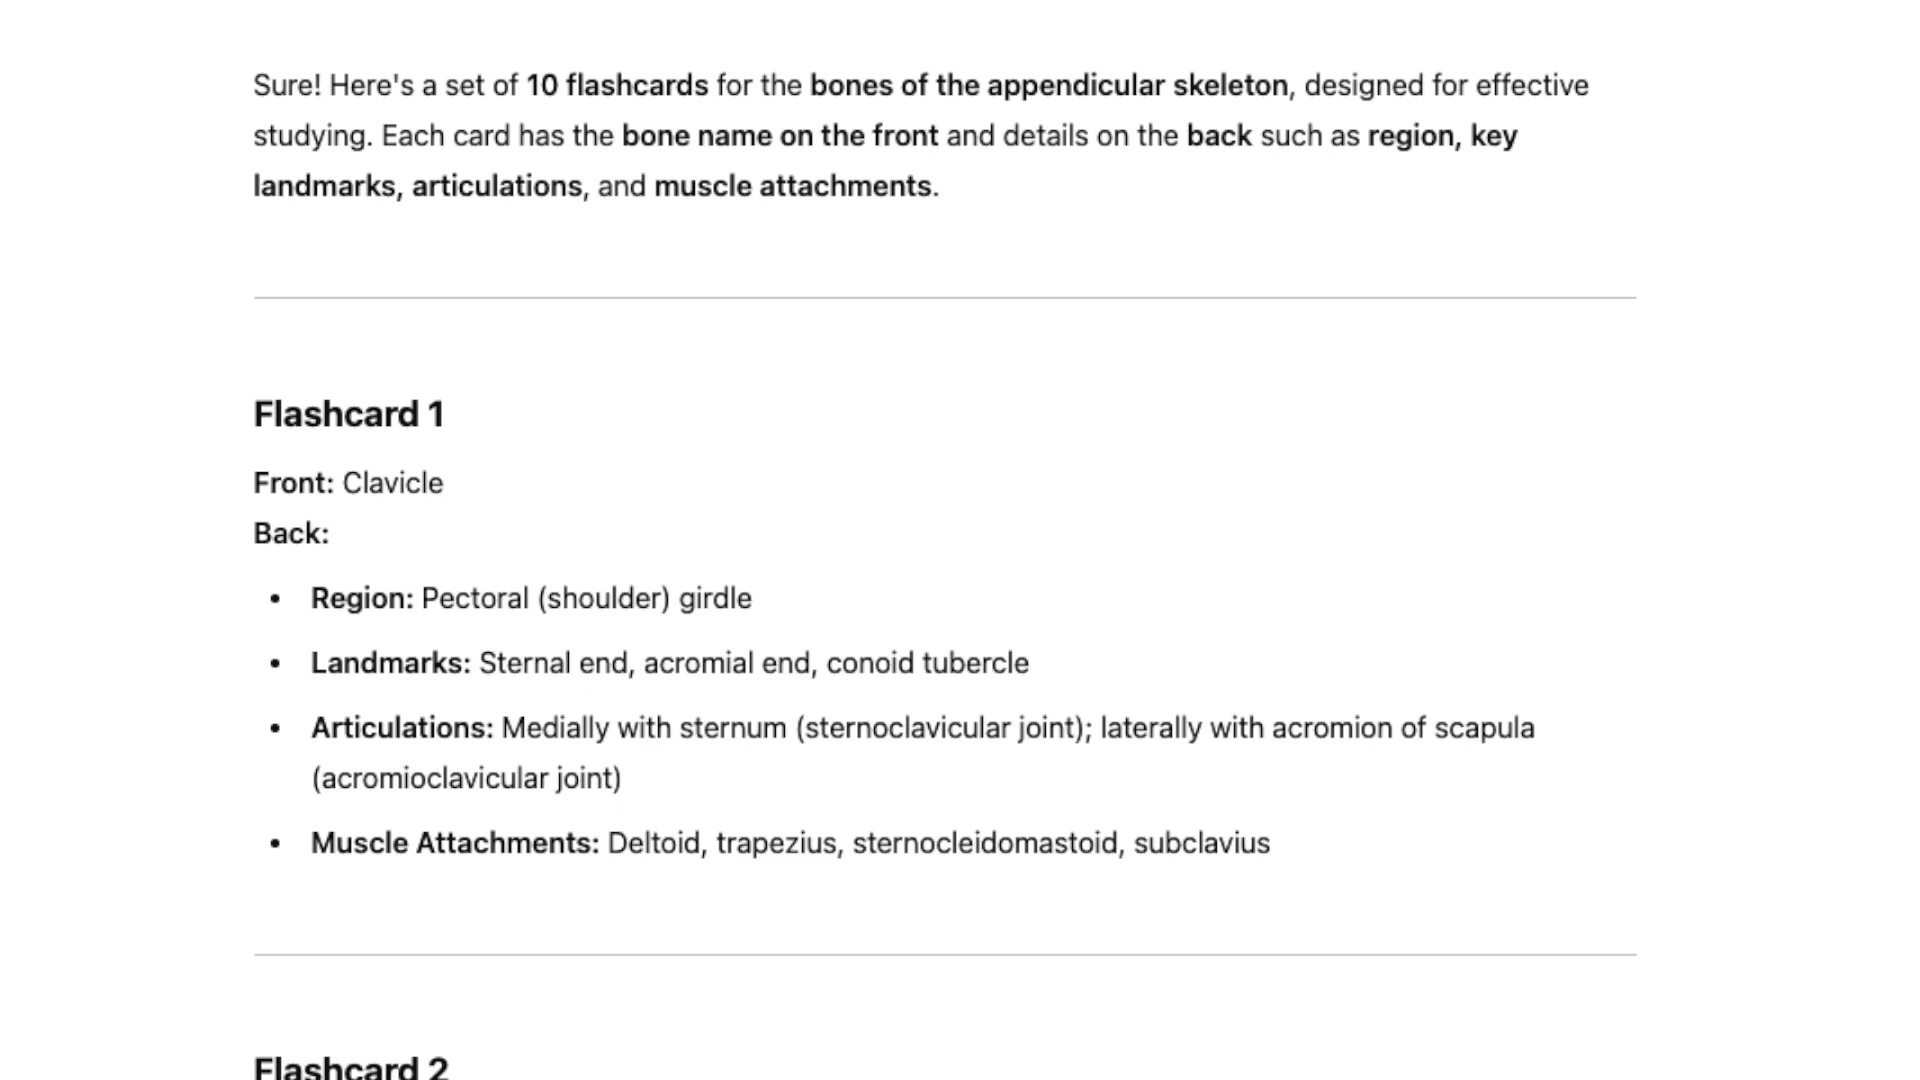 Sure! Here's a set of 10 flashcards for the bones of the appendicular skeleton, designed for effective
studying. Each card has the bone name on the front and details on the back such as region, key
landmarks, articulations, and muscle attachments.
Flashcard 1
Front: Clavicle
Back:
• Region: Pectoral (shoulder) girdle
• Landmarks: Sternal end, acromial end, conoid tubercle
• Articulations: Medially with sternum (sternoclavicular joint); laterally with acromion of scapula
(acromioclavicular joint)
• Muscle Attachments: Deltoid, trapezius, sternocleidomastoid, subclavius
Flashcard 2